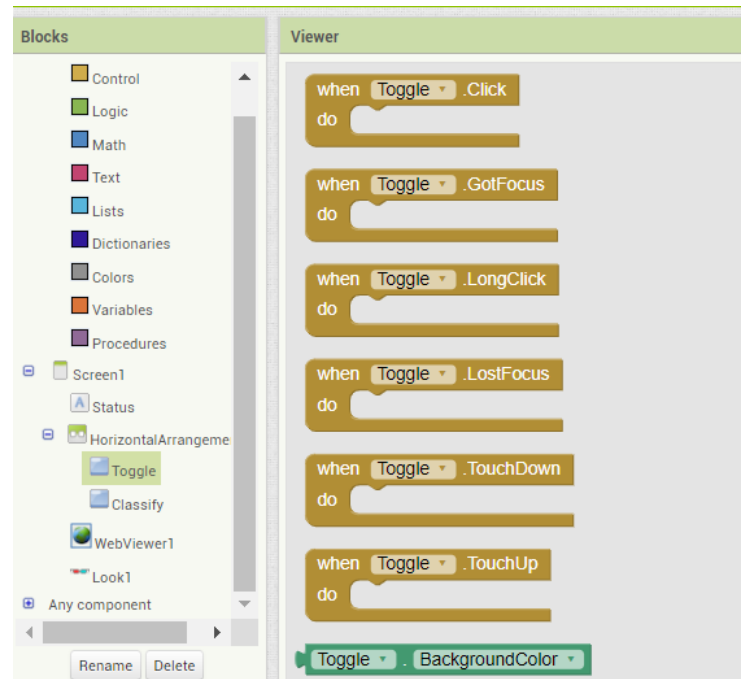 Blocks
Control
Logic
Math
Text
Lists
Dictionaries
Colors
Variables
Procedures
Screen1
Status
HorizontalArrangeme
Toggle
Classify
WebViewer1
Look1
Any component
Rename Delete
Viewer
when Toggle .Click
do
when Toggle .GotFocus
do
when Toggle .LongClick
do
when Toggle .LostFocus
do
when Toggle .TouchDown
do
when Toggle .TouchUp
do
Toggle . BackgroundColor